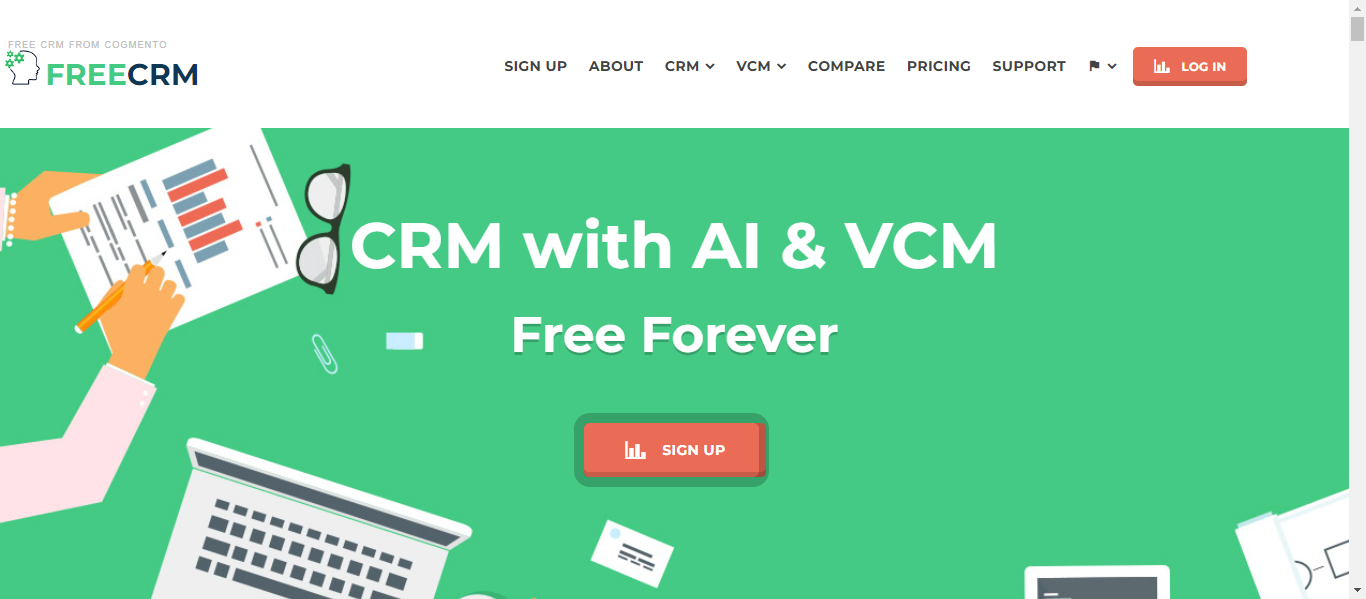 FREE CRM FROM COGMENTO
FREECRM
SIGN UP ABOUT CRM VCM COMPARE PRICING SUPPORT LOG IN
CRM with AI & VCM
Free Forever
SIGN UP